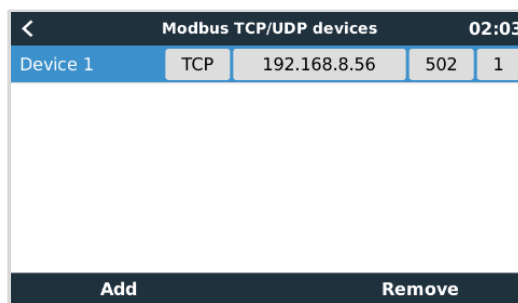 Modbus TCP/UDP devices 02:03
Device 1 TCP 192.168.8.56 502 1
Add Remove